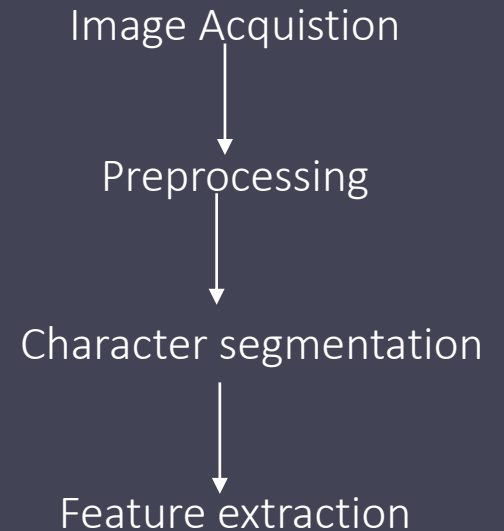 Image Acquistion
Preprocessing
Character segmentation
Feature extraction